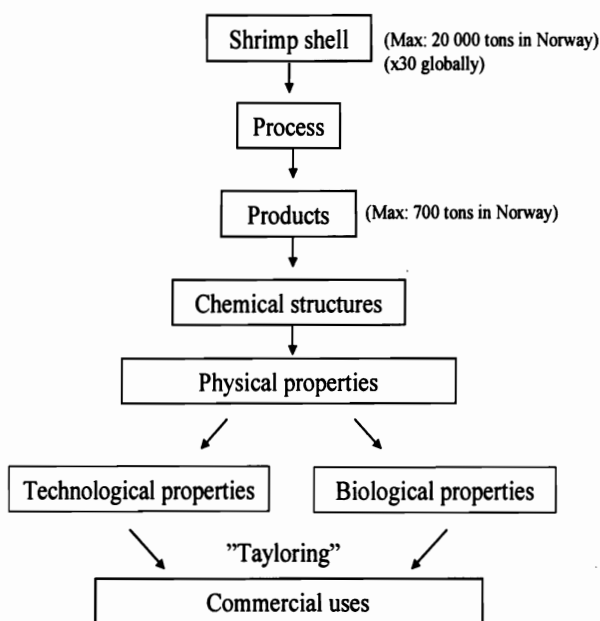 Shrimp shell
(Max: 20 000 tons in Norway)
(x30 globally)
Process
Products
(Max: 700 tons in Norway)
Chemical structures
Physical properties
Technological properties
Biological properties
”Tayloring”
Commercial uses